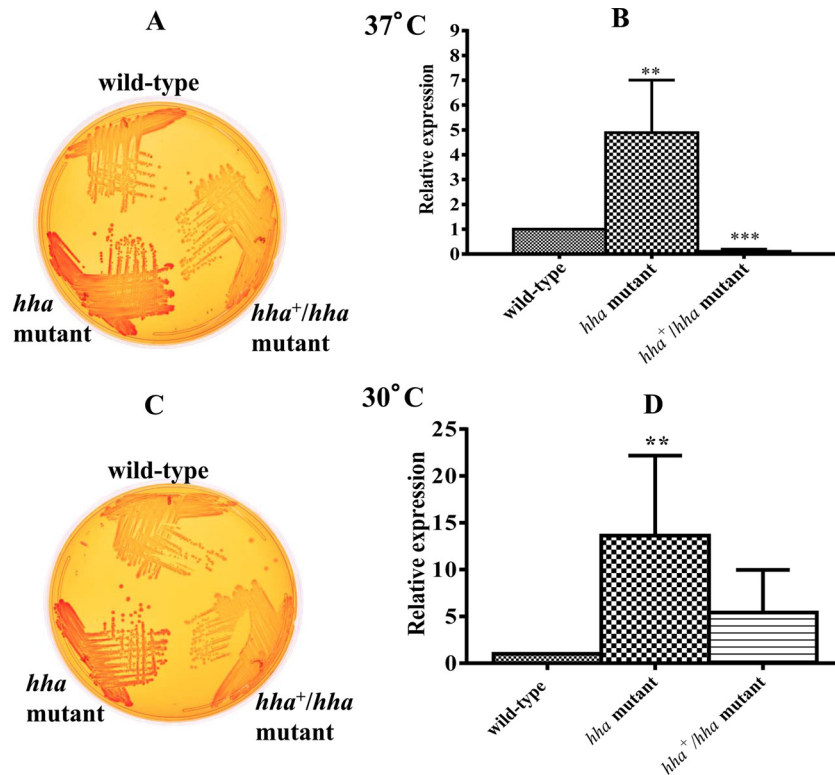 A
wild-type
hha
mutant
hha⁺/hha
mutant
37°C
B
Relative expression
9
8
7
6
5
4
3
2
1
0
**
***
wild-type
hha mutant
hha⁺/hha mutant
C
wild-type
hha
mutant
hha⁺/hha
mutant
30°C
D
Relative expression
25
20
15
10
5
0
**
wild-type
hha mutant
hha⁺/hha mutant